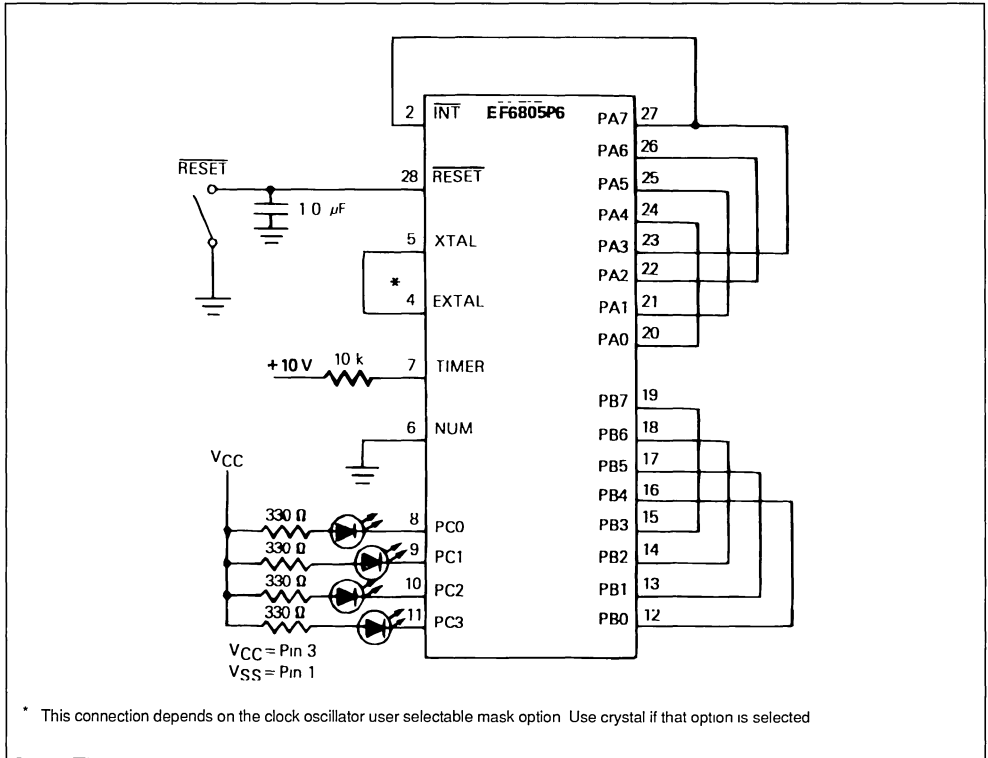 2 INT EF6805P6 PA7 27
PA6 26
RESET
28 RESET PA5 25
1 0 µF
PA4 24
5 XTAL PA3 23
PA2 22
*
4 EXTAL PA1 21
PA0 20
+10 V 10 k 7 TIMER
PB7 19
6 NUM PB6 18
VCC
PB5 17
PB4 16
330 Ω 8 PC0 PB3 15
330 Ω 9 PC1 PB2 14
330 Ω 10 PC2 PB1 13
330 Ω 11 PC3 PB0 12
VCC = Pin 3
VSS = Pin 1
* This connection depends on the clock oscillator user selectable mask option Use crystal if that option is selected